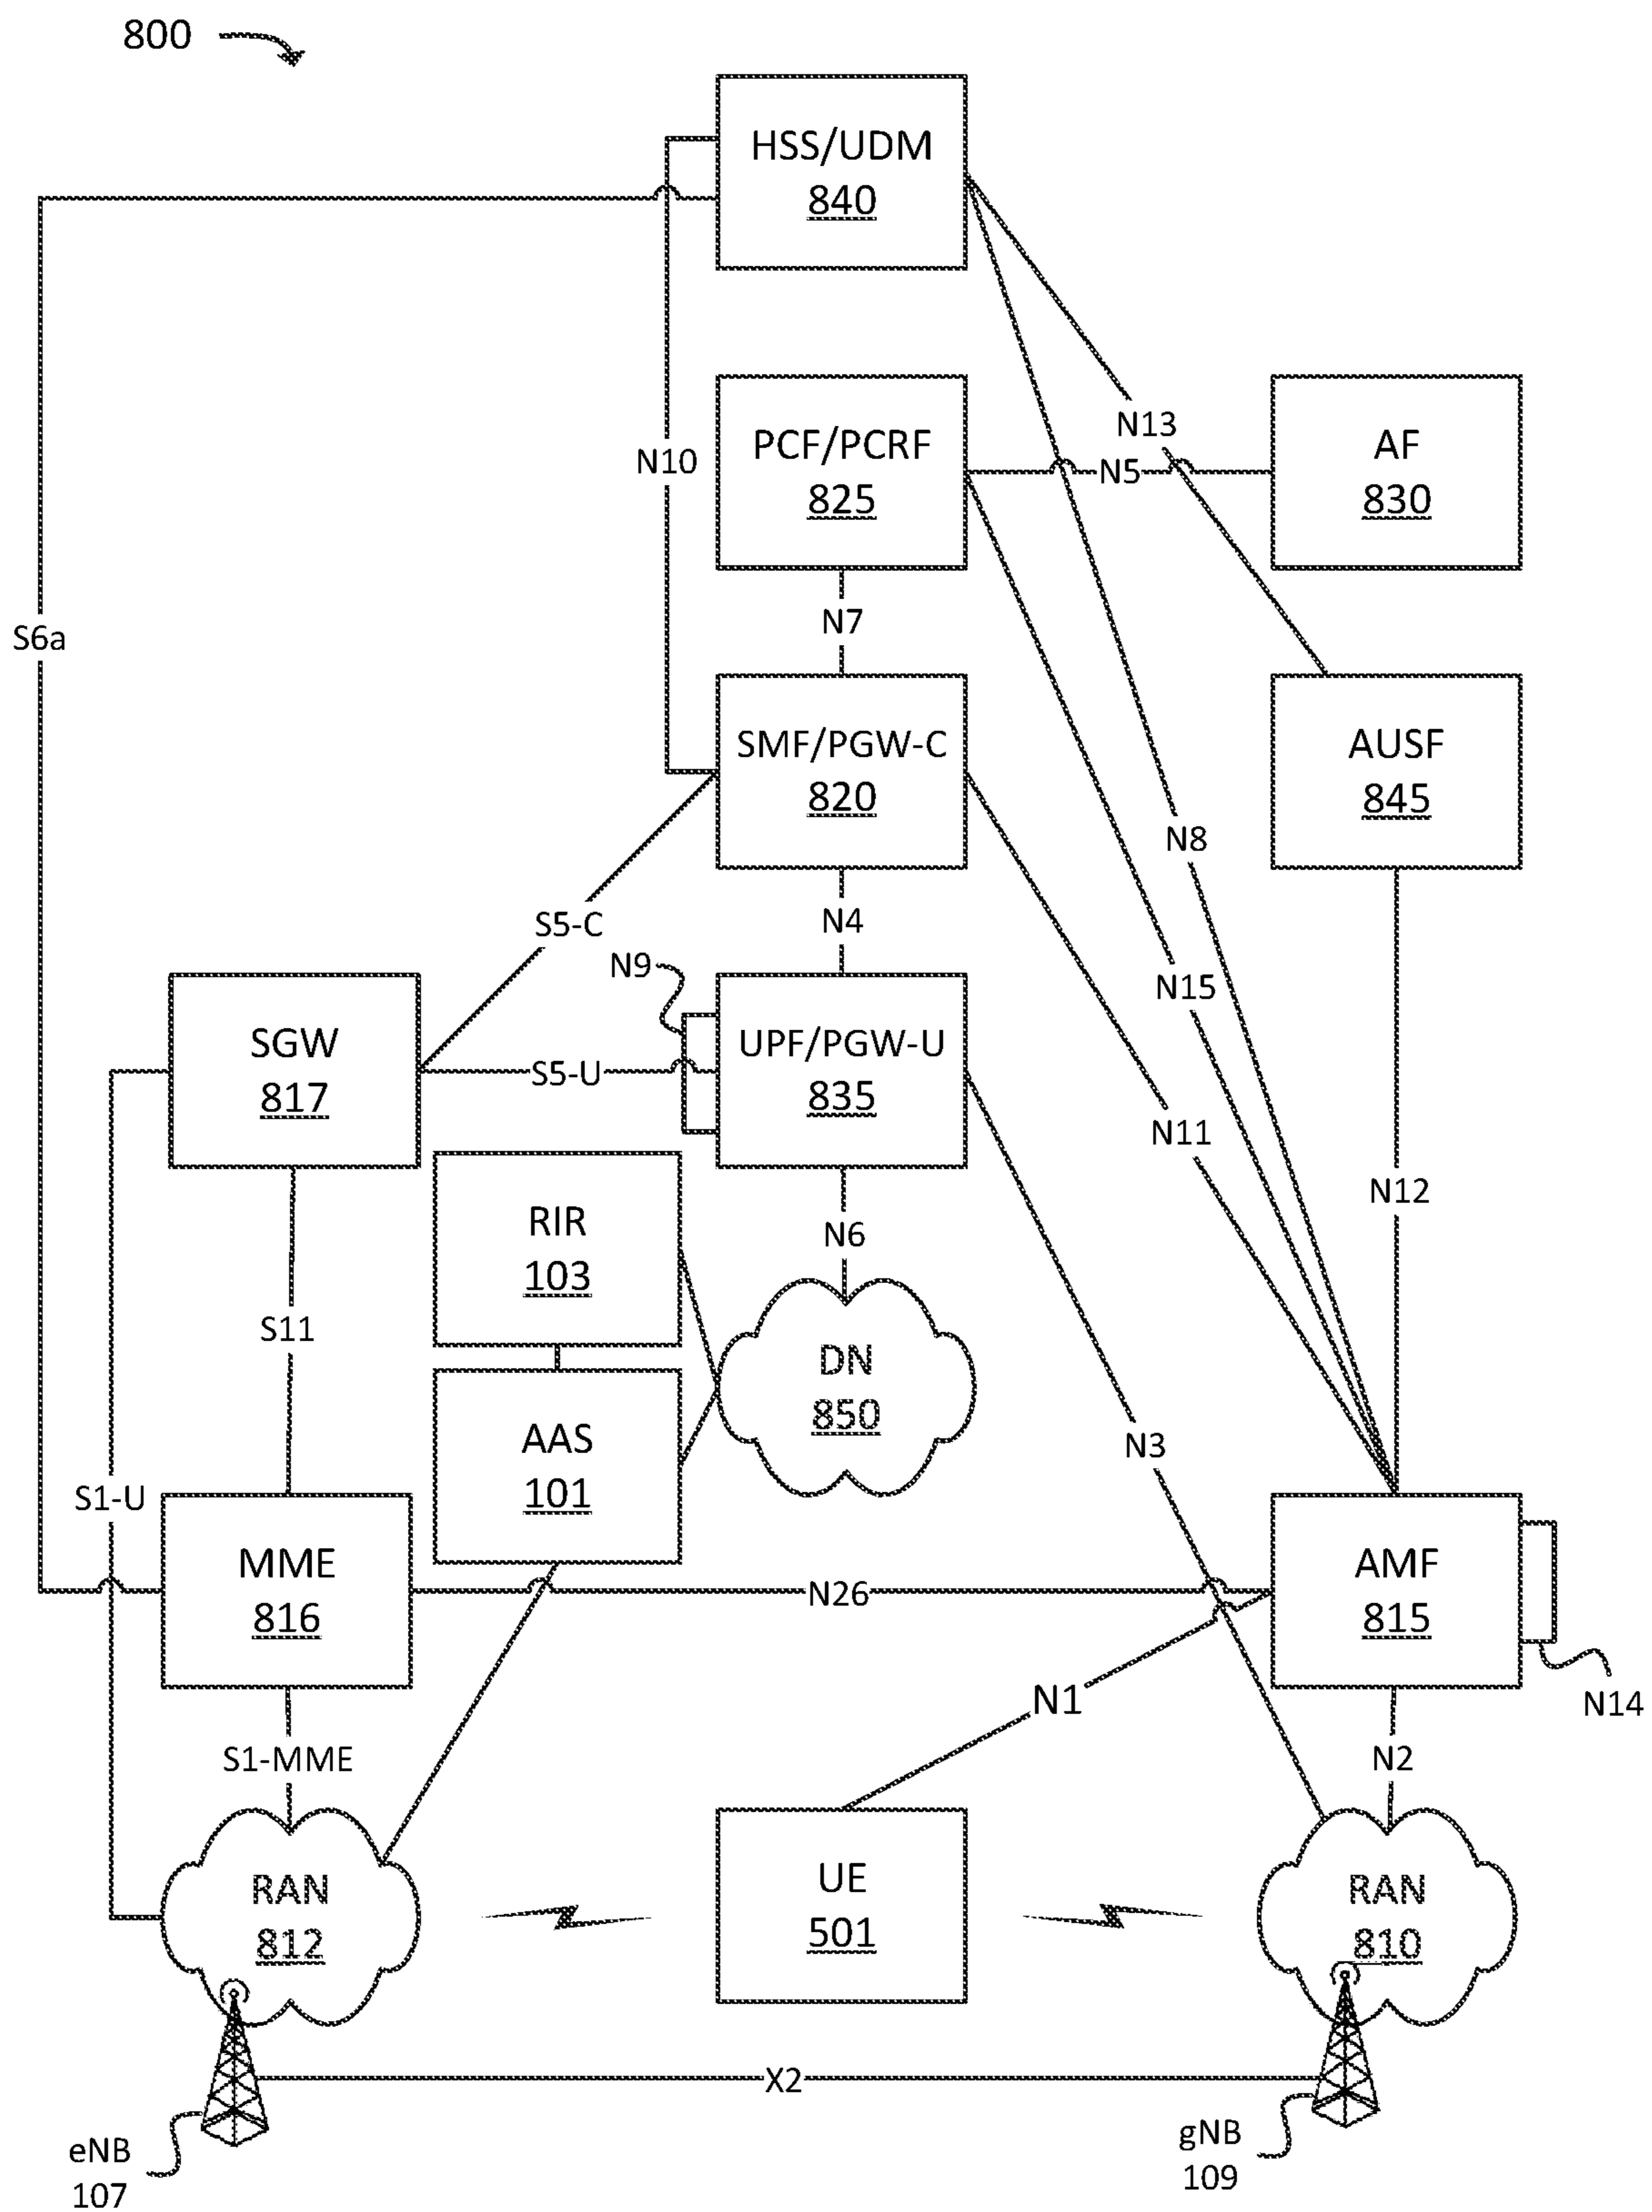 800
HSS/UDM
840
N13
PCF/PCRF
825
N5
AF
830
N10
N7
S6a
SMF/PGW-C
820
AUSF
845
N8
S5-C
N4
N9
N15
SGW
817
S5-U
UPF/PGW-U
835
N11
N12
RIR
103
N6
S11
DN
850
AAS
101
N3
S1-U
MME
816
N26
AMF
815
N1
N14
S1-MME
N2
RAN
812
UE
501
RAN
810
X2
eNB
107
gNB
109